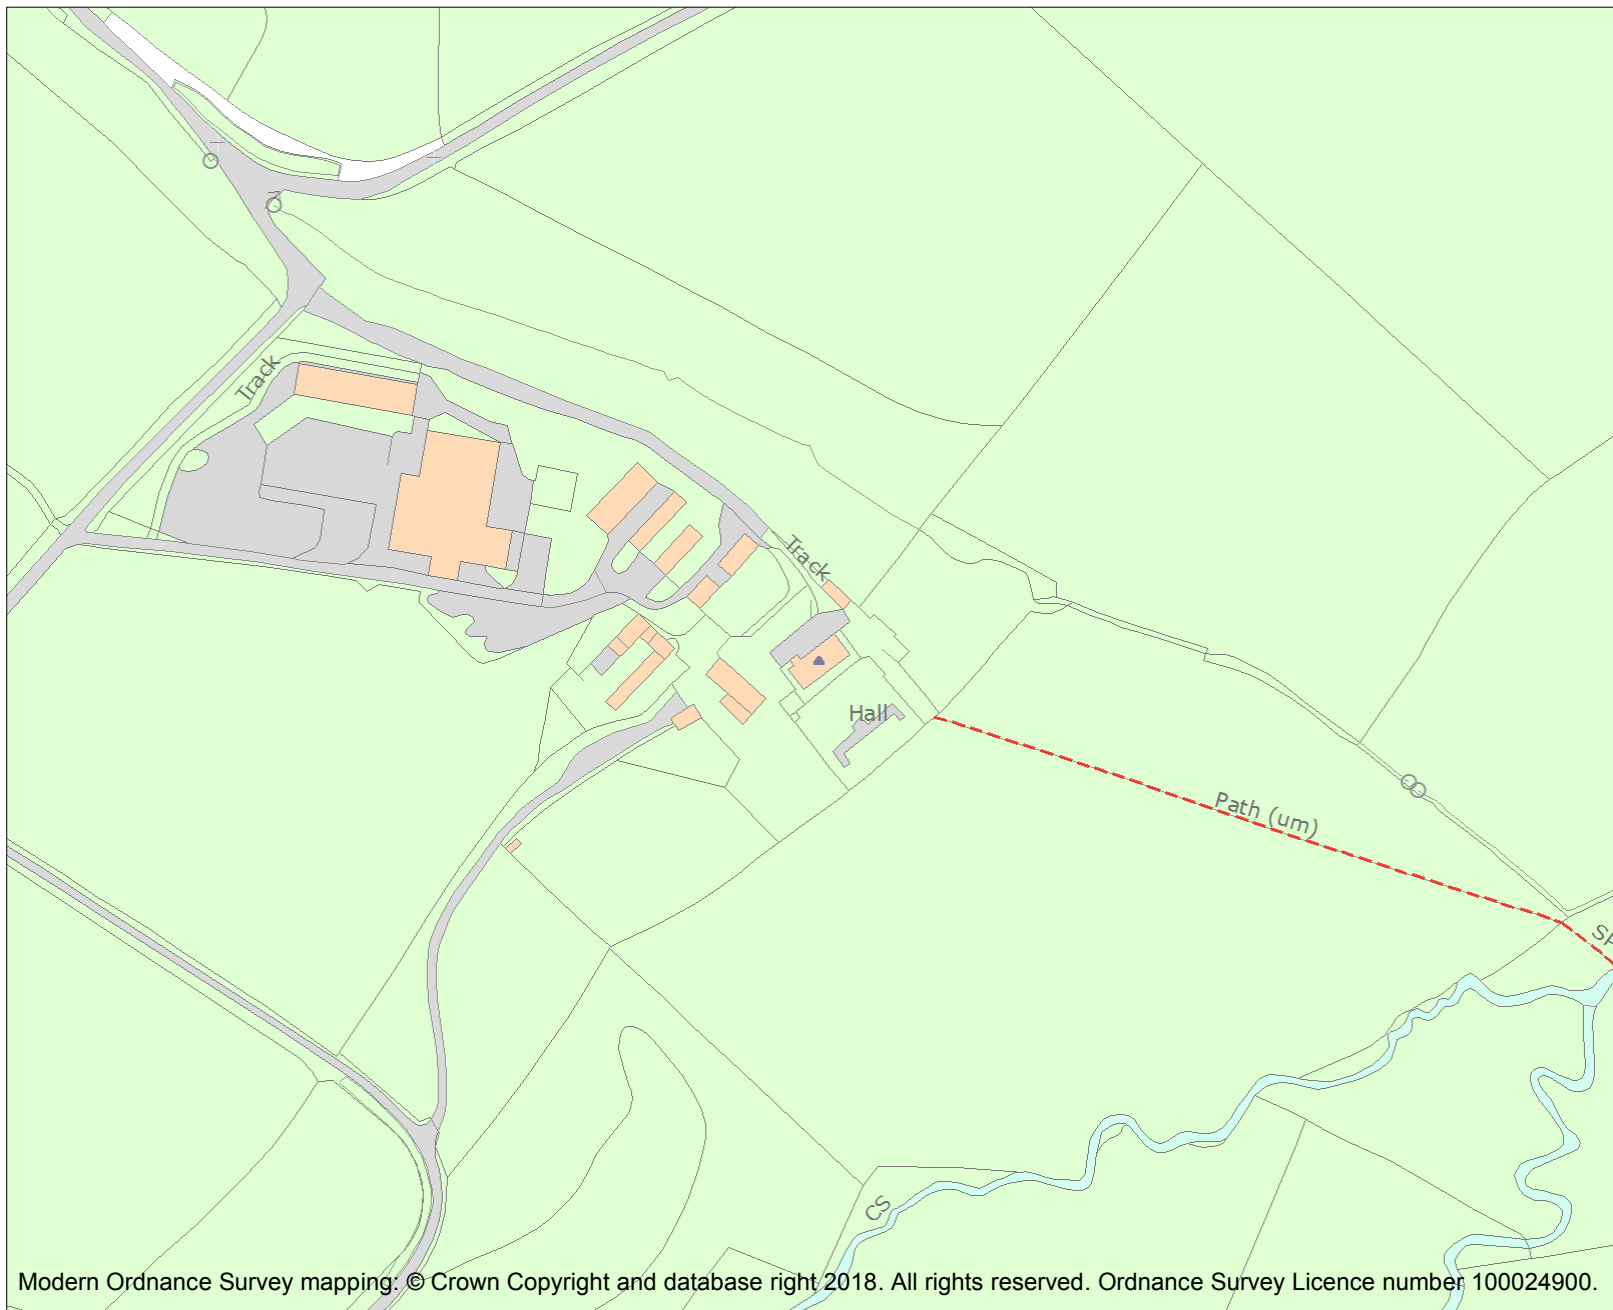 Track
Track
Hall
Path (um)
CS
Modern Ordnance Survey mapping: © Crown Copyright and database right 2018. All rights reserved. Ordnance Survey Licence number 100024900.